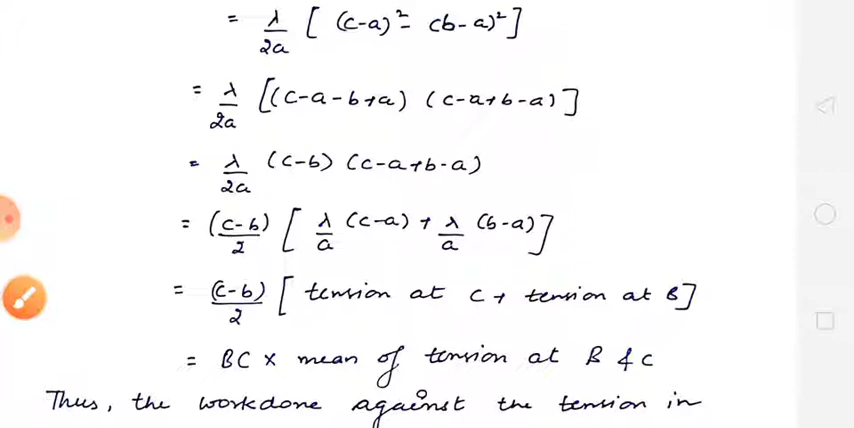 = λ/2a [ (c-a)² - (b-a)² ]
= λ/2a [(c-a-b+a) (c-a+b-a)]
= λ/2a (c-b) (c-a+b-a)
= (c-b)/2 [ λ/a (c-a) + λ/a (b-a) ]
= (c-b)/2 [ tension at C + tension at B ]
= BC × mean of tension at B & C
Thus, the workdone against the tension in